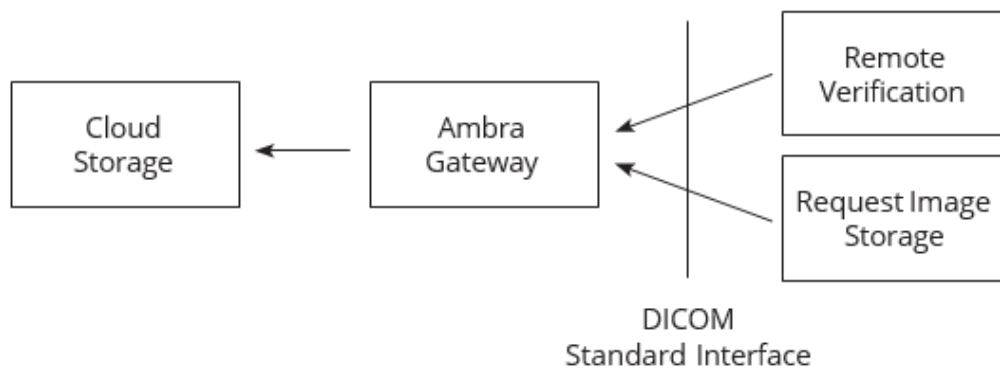 Cloud
Storage
Ambra
Gateway
Remote
Verification
Request Image
Storage
DICOM
Standard Interface